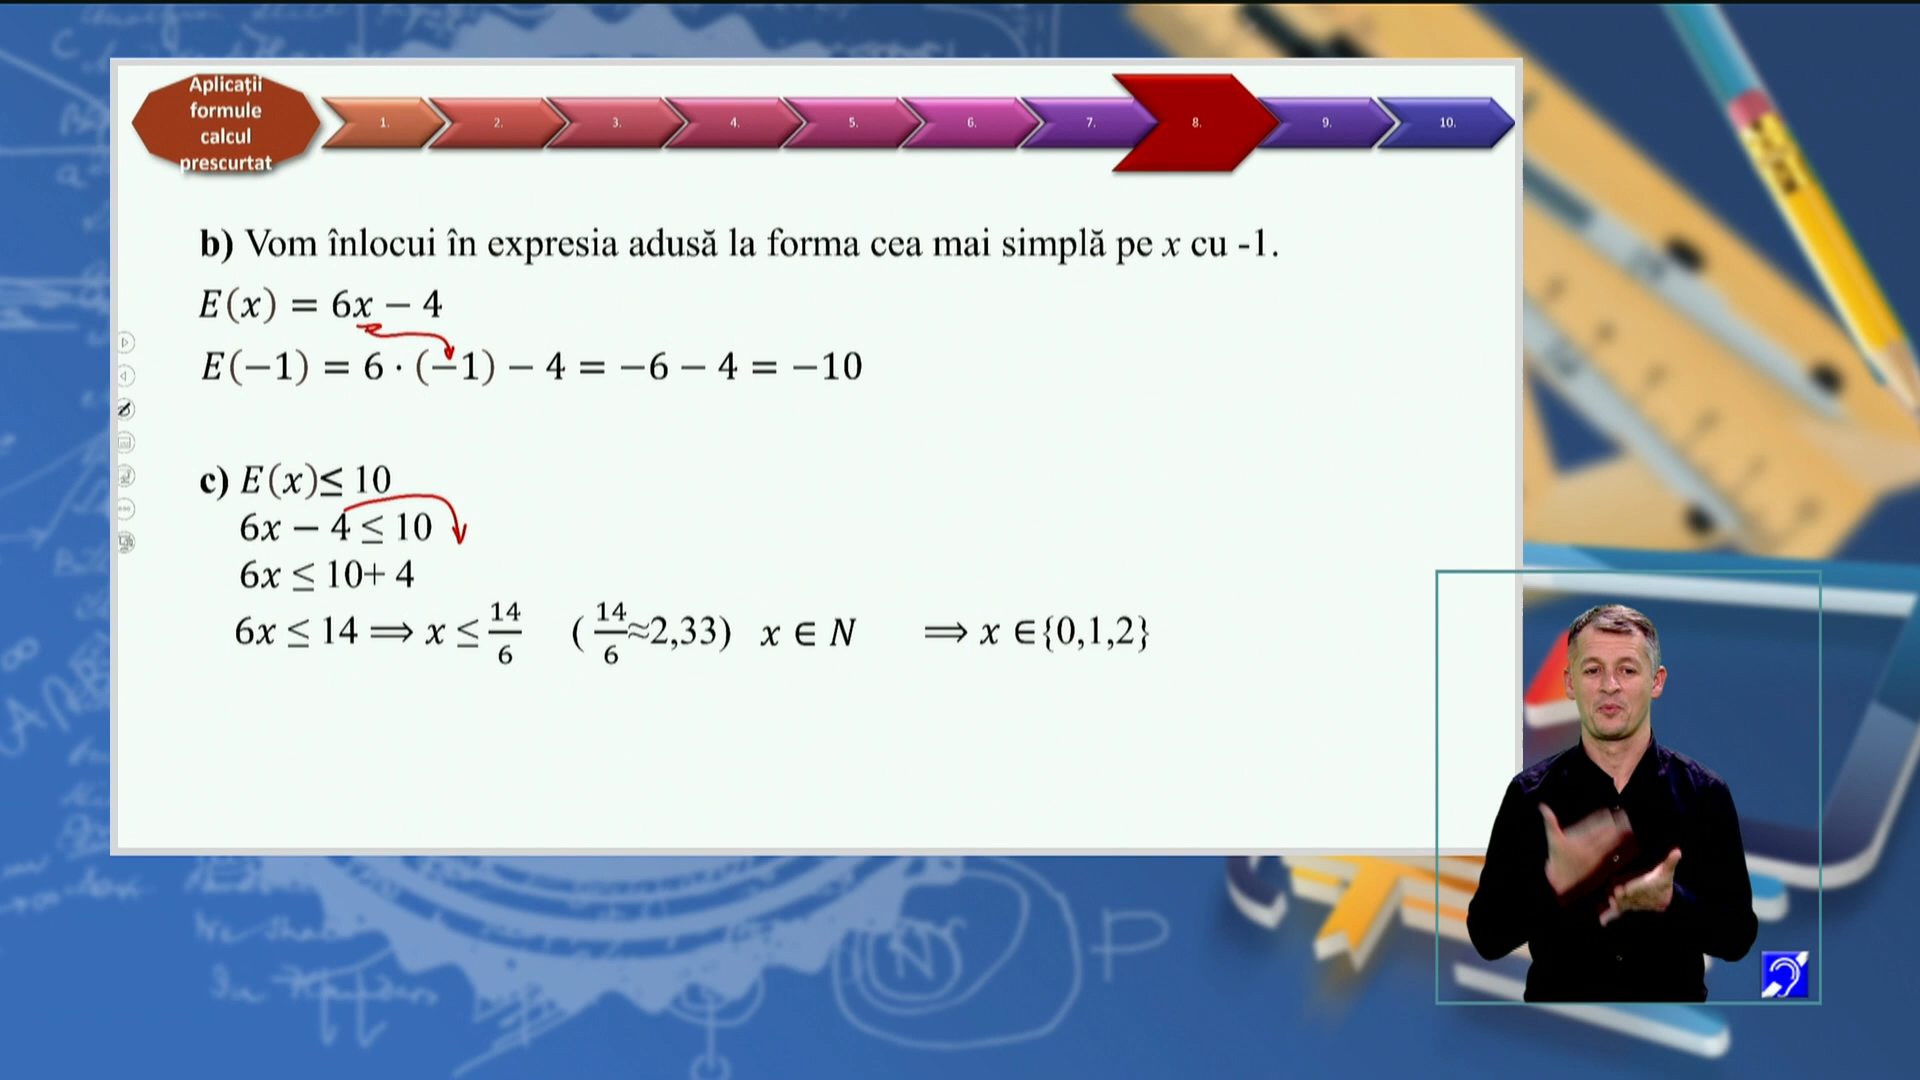 Aplicații
formule
calcul
prescurtat
1. 2. 3. 4. 5. 6. 7. 8. 9. 10.
b) Vom înlocui în expresia adusă la forma cea mai simplă pe x cu -1.
E(x) = 6x − 4
E(−1) = 6 · (−1) − 4 = −6 − 4 = −10
c) E(x)≤ 10
6x − 4 ≤ 10
6x ≤ 10+ 4
6x ≤ 14 ⟹ x ≤ 14/6 ( 14/6 ≈2,33) x ∈ N ⟹ x ∈{0,1,2}
We shall
P